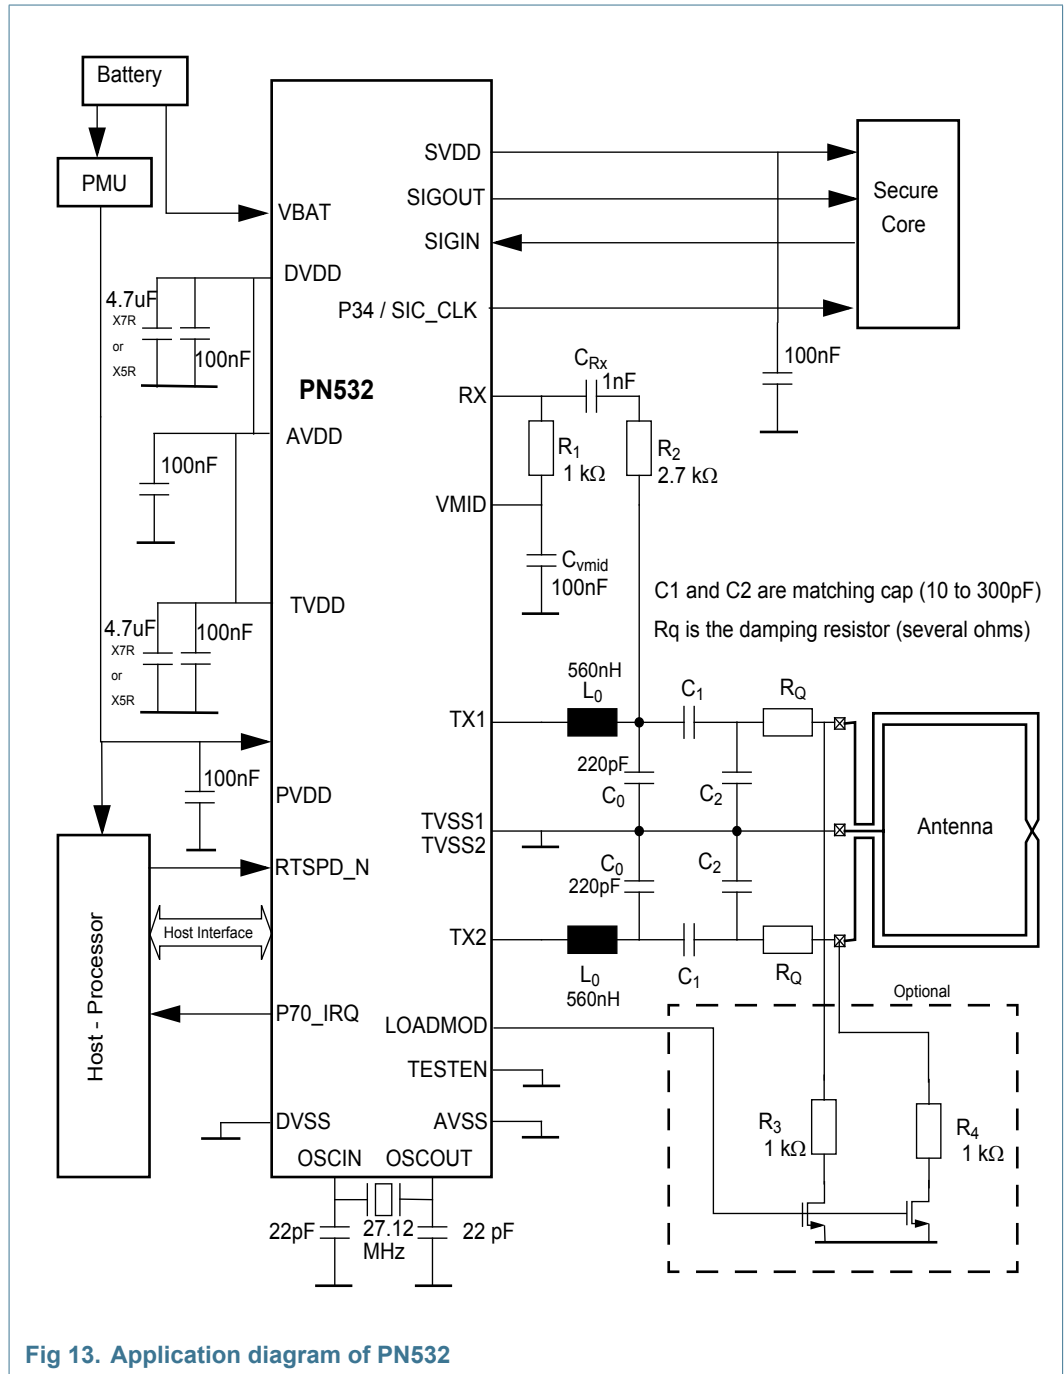 Battery
PMU
VBAT
DVDD
4.7uF
X7R
or
X5R
100nF
PN532
AVDD
100nF
TVDD
4.7uF
X7R
or
X5R
100nF
100nF
PVDD
RTSPD_N
Host Interface
Host - Processor
P70_IRQ
DVSS
OSCIN
OSCOUT
22pF
27.12
MHz
22 pF
SVDD
SIGOUT
SIGIN
P34 / SIC_CLK
Secure
Core
100nF
RX
CRx
1nF
R1
1 kΩ
R2
2.7 kΩ
VMID
Cvmid
100nF
C1 and C2 are matching cap (10 to 300pF)
Rq is the damping resistor (several ohms)
560nH
L0
C1
RQ
TX1
220pF
C0
C2
TVSS1
TVSS2
Antenna
C0
220pF
C2
TX2
L0
560nH
C1
RQ
Optional
LOADMOD
TESTEN
AVSS
R3
1 kΩ
R4
1 kΩ
Fig 13. Application diagram of PN532